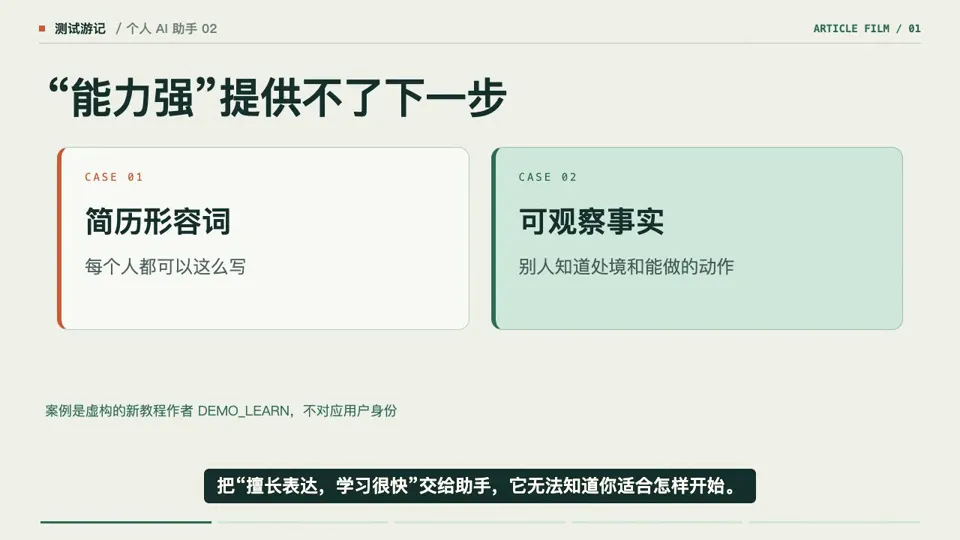 测试游记 / 个人 AI 助手 02
ARTICLE FILM / 01
“能力强”提供不了下一步
CASE 01
简历形容词
每个人都可以这么写
CASE 02
可观察事实
别人知道处境和能做的动作
案例是虚构的新教程作者 DEMO_LEARN，不对应用户身份
把“擅长表达，学习很快”交给助手，它无法知道你适合怎样开始。